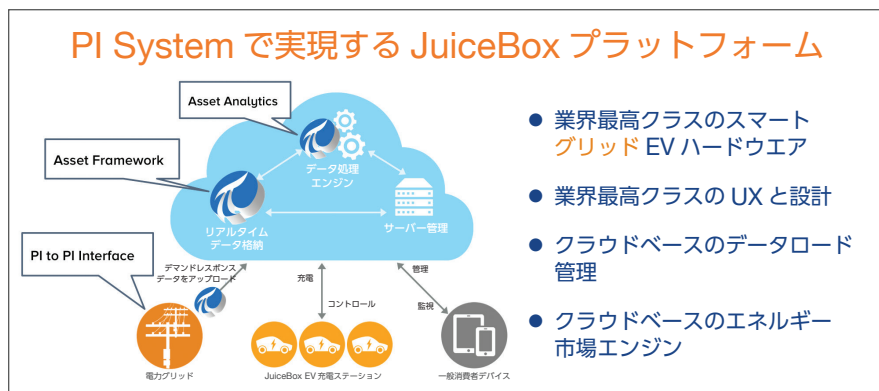 PI System で実現する JuiceBox プラットフォーム
Asset Analytics
Asset Framework
データ処理
エンジン
リアルタイム
データ格納
サーバー管理
PI to PI Interface
デマンドレスポンス
データをアップロード
充電
コントロール
管理
監視
電力グリッド
JuiceBox EV 充電ステーション
一般消費者デバイス
● 業界最高クラスのスマート
グリッド EV ハードウエア
● 業界最高クラスの UX と設計
● クラウドベースのデータロード
管理
● クラウドベースのエネルギー
市場エンジン